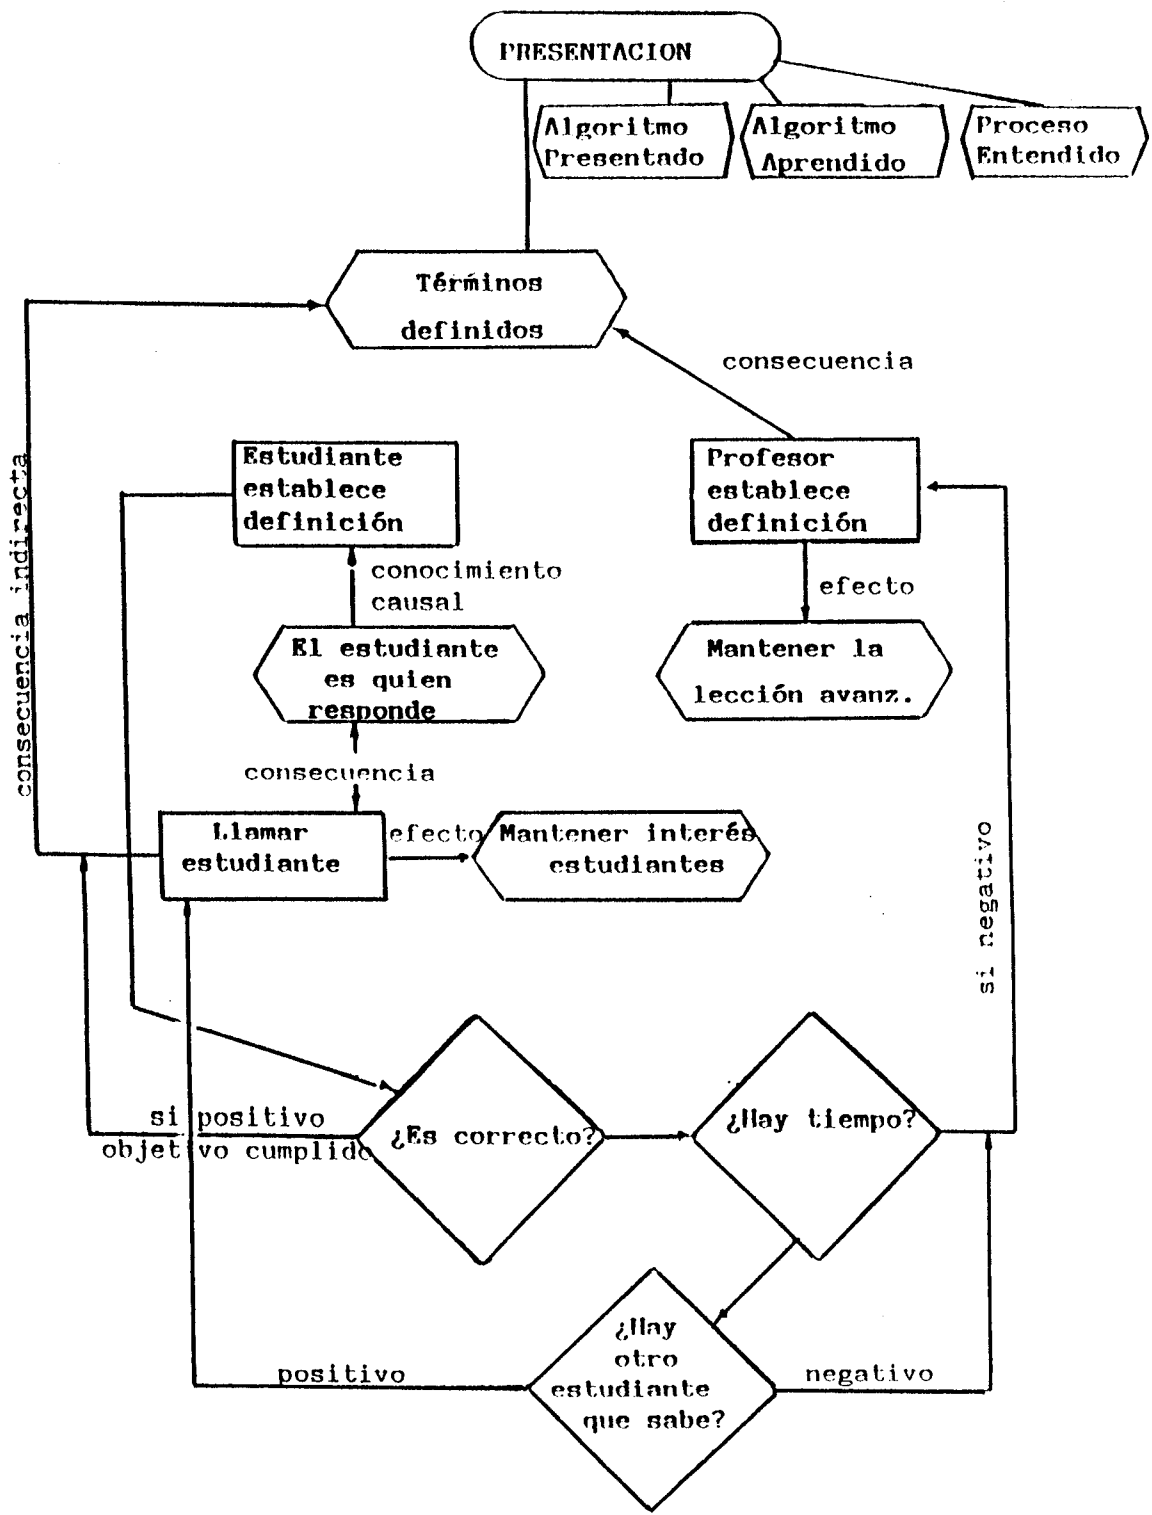 PRESENTACION
Algoritmo
Presentado
Algoritmo
Aprendido
Proceso
Entendido
Términos
definidos
consecuencia
Estudiante
establece
definición
Profesor
establece
definición
consecuencia indirecta
conocimiento
causal
efecto
El estudiante
es quien
responde
Mantener la
lección avanz.
consecuencia
Llamar
estudiante
efecto
Mantener interés
estudiantes
si negativo
si positivo
objetivo cumplido
¿Es correcto?
¿Hay tiempo?
¿Hay
otro
estudiante
que sabe?
positivo
negativo